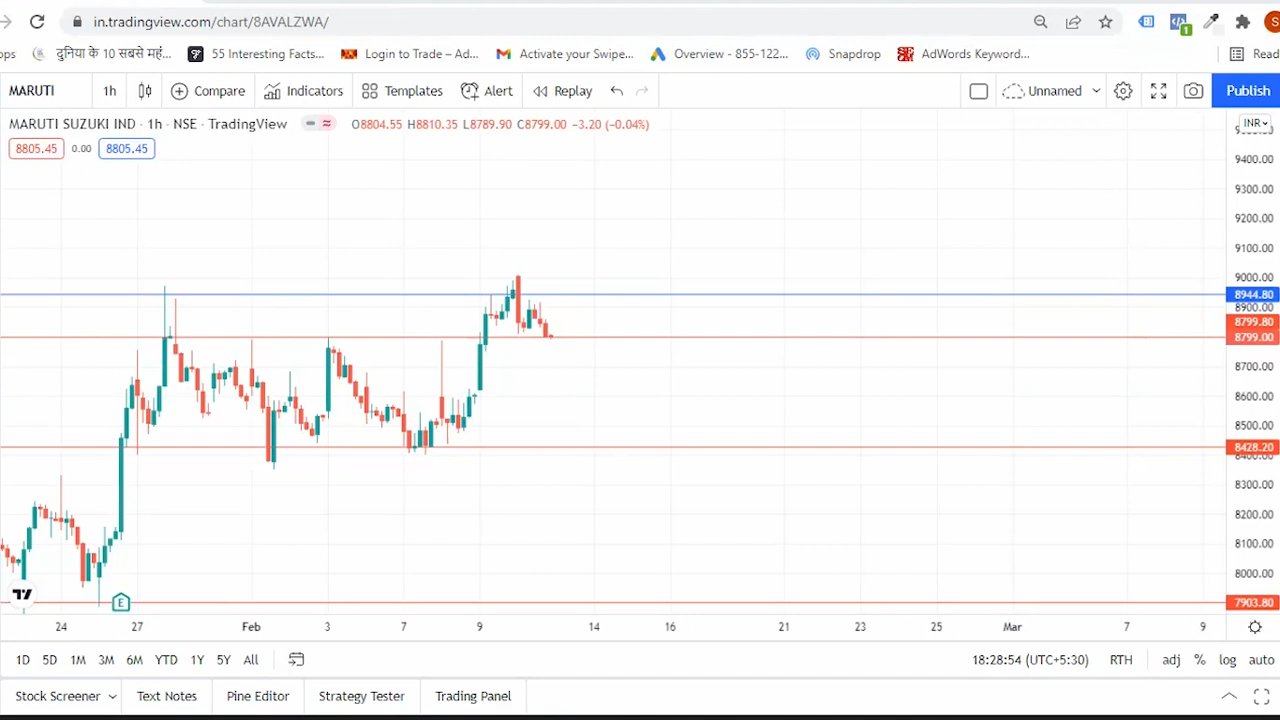 in.tradingview.com/chart/8AVALZWA/
ops दुनिया के 10 सबसे महं... 55 Interesting Facts... Login to Trade – Ad... Activate your Swipe... Overview - 855-122... Snapdrop AdWords Keyword... Read
MARUTI 1h Compare Indicators Templates Alert Replay Unnamed Publish
MARUTI SUZUKI IND · 1h · NSE · TradingView O8804.55 H8810.35 L8789.90 C8799.00 −3.20 (−0.04%) INR
8805.45 0.00 8805.45
9400.00
9300.00
9200.00
9100.00
9000.00
8944.80
8900.00
8799.80
8799.00
8700.00
8600.00
8500.00
8428.20
8400.00
8300.00
8200.00
8100.00
8000.00
E 7903.80
24 27 Feb 3 7 9 14 16 21 23 25 Mar 7 9
1D 5D 1M 3M 6M YTD 1Y 5Y All 18:28:54 (UTC+5:30) RTH adj % log auto
Stock Screener Text Notes Pine Editor Strategy Tester Trading Panel